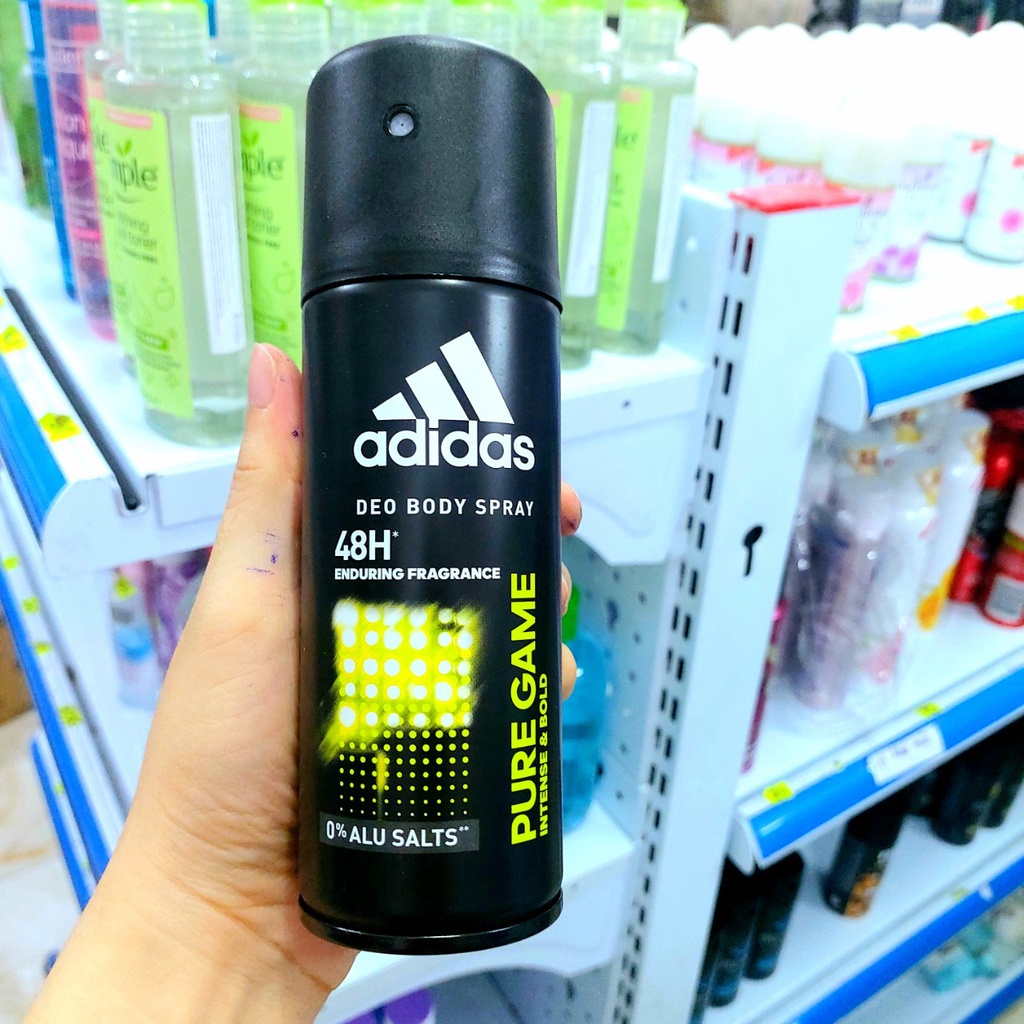 adidas
DEO BODY SPRAY
48H*
ENDURING FRAGRANCE
PURE GAME
INTENSE & BOLD
0% ALU SALTS**